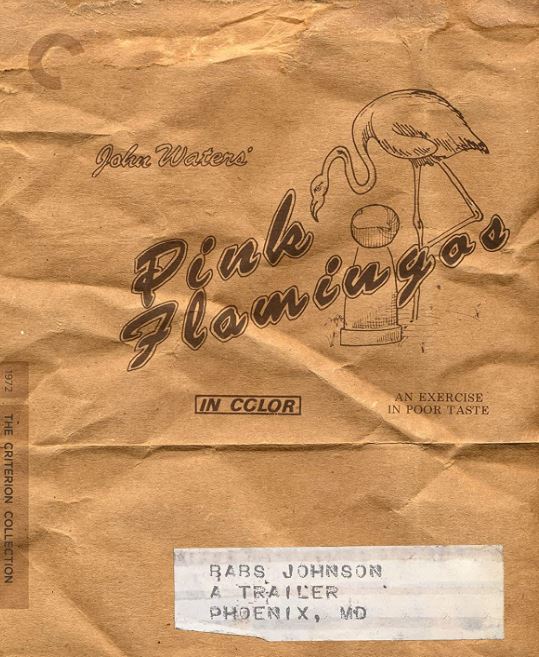 John Waters'
Pink
Flamingos
IN COLOR
AN EXERCISE
IN POOR TASTE
1972 THE CRITERION COLLECTION
BABS JOHNSON
A TRAILER
PHOENIX, MD